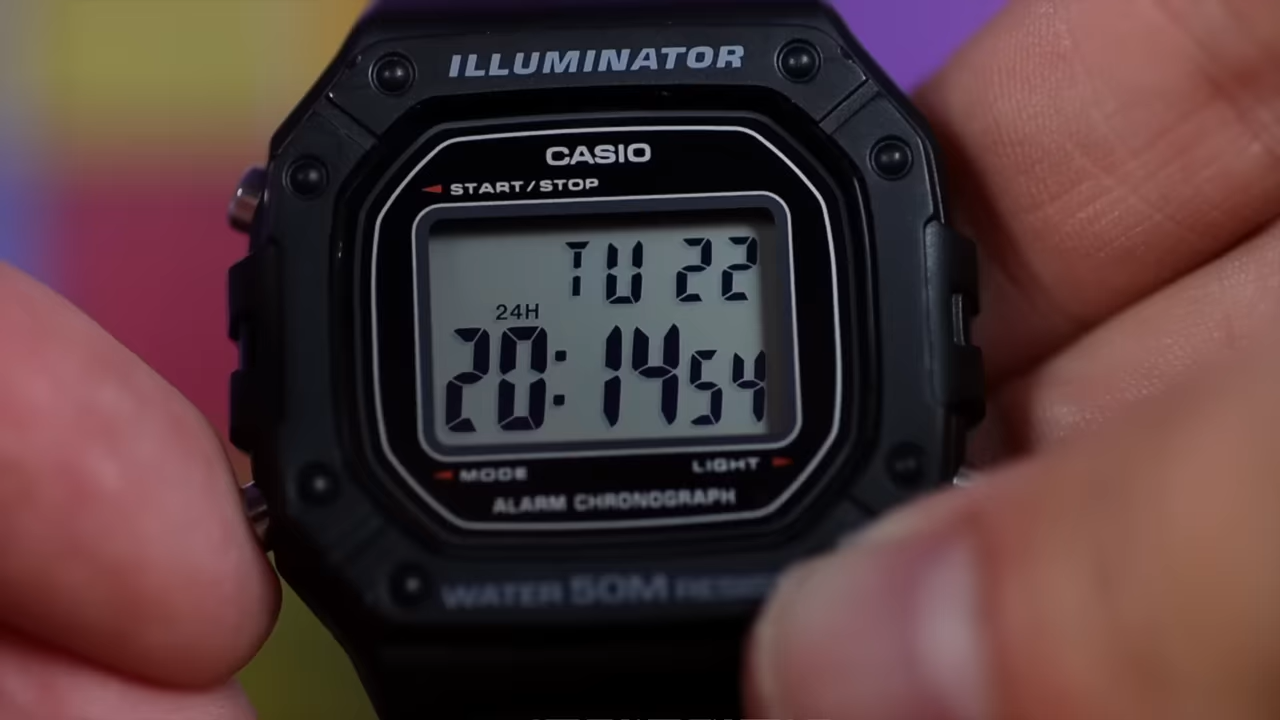 ILLUMINATOR
CASIO
START/STOP
TU 22
24H
20:14 54
MODE LIGHT
ALARM CHRONOGRAPH
WATER 50M